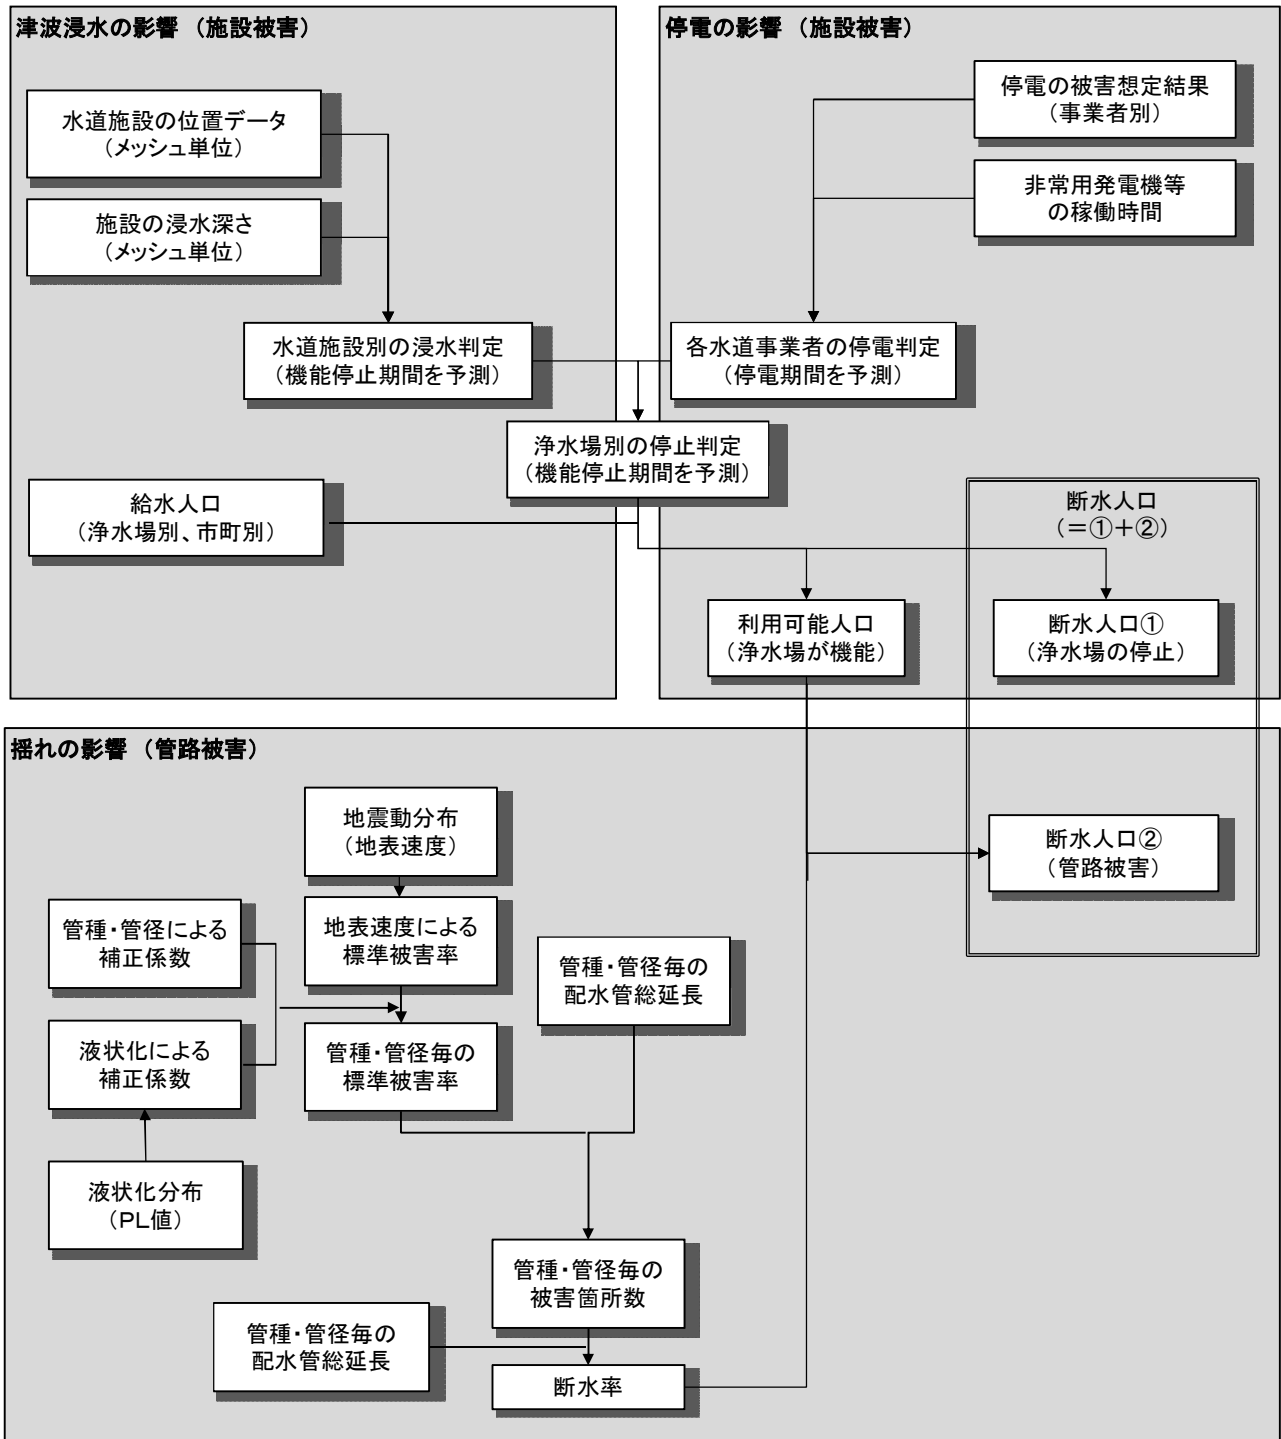 津波浸水の影響 （施設被害）
水道施設の位置データ
（メッシュ単位）
施設の浸水深さ
（メッシュ単位）
水道施設別の浸水判定
（機能停止期間を予測）
停電の影響 （施設被害）
停電の被害想定結果
（事業者別）
非常用発電機等
の稼働時間
各水道事業者の停電判定
（停電期間を予測）
浄水場別の停止判定
（機能停止期間を予測）
給水人口
（浄水場別、市町別）
断水人口
（＝①＋②）
利用可能人口
（浄水場が機能）
断水人口①
（浄水場の停止）
揺れの影響 （管路被害）
地震動分布
（地表速度）
断水人口②
（管路被害）
管種・管径による
補正係数
地表速度による
標準被害率
管種・管径毎の
配水管総延長
液状化による
補正係数
管種・管径毎の
標準被害率
液状化分布
（PL値）
管種・管径毎の
被害箇所数
管種・管径毎の
配水管総延長
断水率